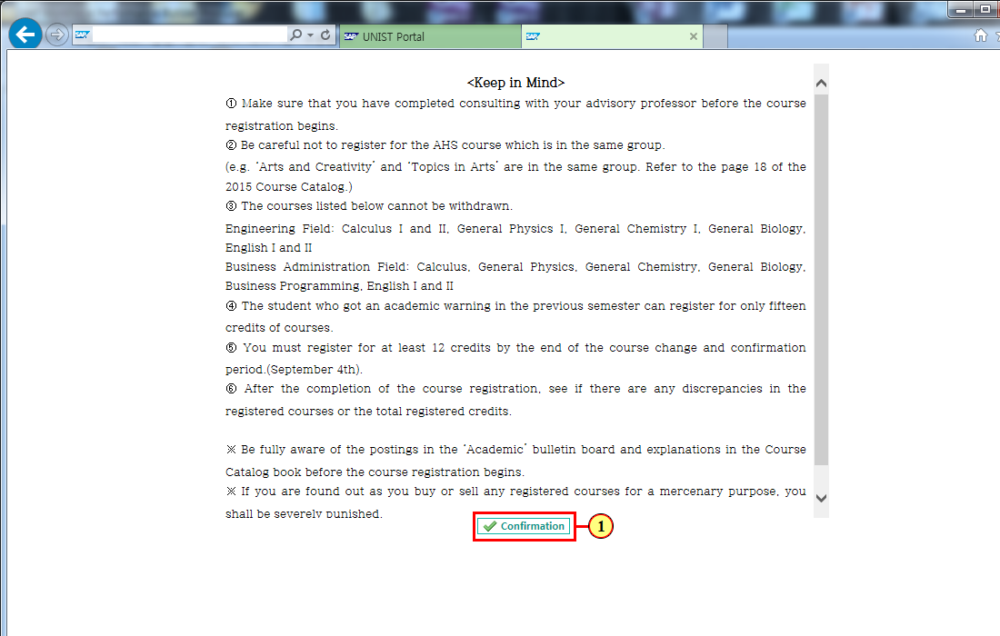 SAP
SAP UNIST Portal
SAP
<Keep in Mind>
① Make sure that you have completed consulting with your advisory professor before the course
registration begins.
② Be careful not to register for the AHS course which is in the same group.
(e.g. ‘Arts and Creativity’ and ‘Topics in Arts’ are in the same group. Refer to the page 18 of the
2015 Course Catalog.)
③ The courses listed below cannot be withdrawn.
Engineering Field: Calculus I and II, General Physics I, General Chemistry I, General Biology,
English I and II
Business Administration Field: Calculus, General Physics, General Chemistry, General Biology,
Business Programming, English I and II
④ The student who got an academic warning in the previous semester can register for only fifteen
credits of courses.
⑤ You must register for at least 12 credits by the end of the course change and confirmation
period.(September 4th).
⑥ After the completion of the course registration, see if there are any discrepancies in the
registered courses or the total registered credits.
※ Be fully aware of the postings in the ‘Academic’ bulletin board and explanations in the Course
Catalog book before the course registration begins.
※ If you are found out as you buy or sell any registered courses for a mercenary purpose, you
shall be severely punished.
Confirmation
1